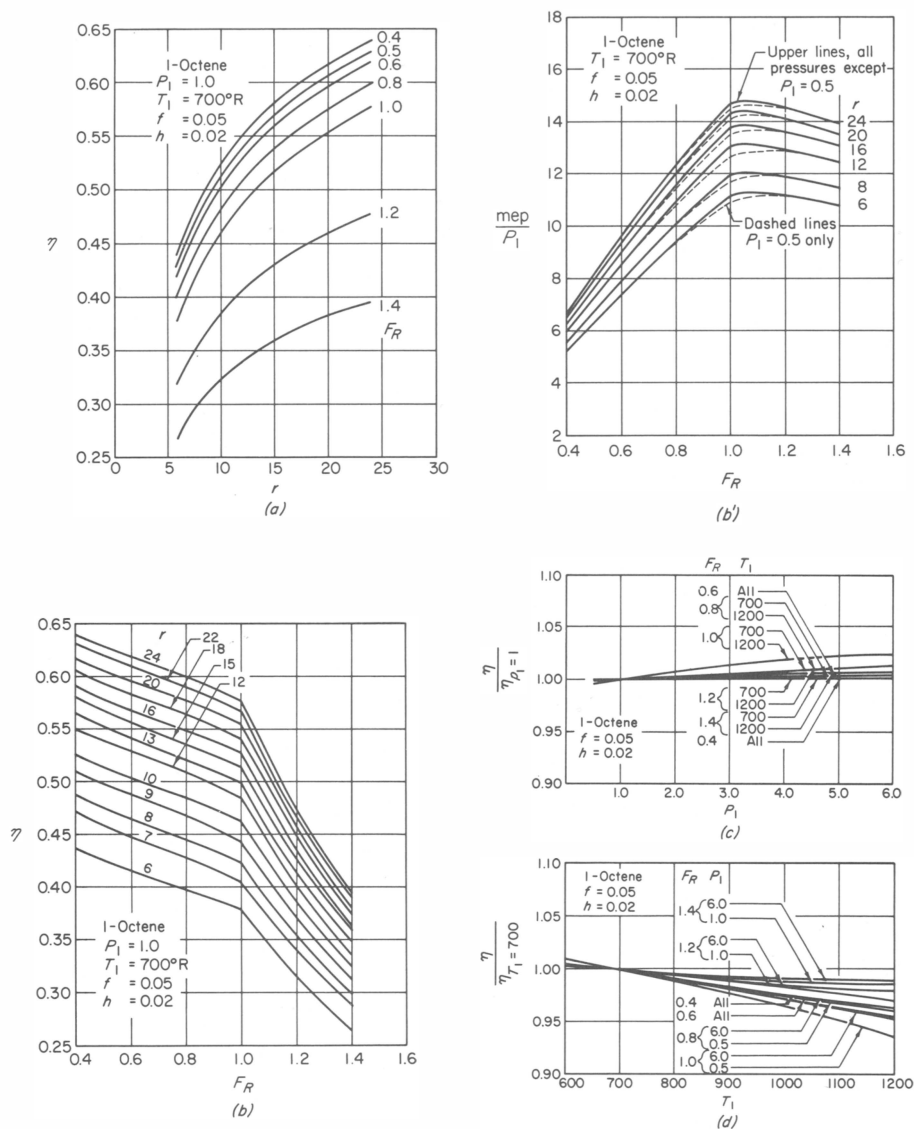 0.65
0.60
0.55
0.50
η
0.45
0.40
0.35
0.30
0.25
1-Octene
P₁ = 1.0
T₁ = 700°R
f = 0.05
h = 0.02
0.4
0.5
0.6
0.8
1.0
1.2
1.4
F_R
0 5 10 15 20 25 30
r
(a)
18
16
14
12
mep
P₁
10
8
6
4
2
1-Octene
T₁ = 700°R
f = 0.05
h = 0.02
Upper lines, all
pressures except
P₁ = 0.5
r
24
20
16
12
8
6
Dashed lines
P₁ = 0.5 only
0.4 0.6 0.8 1.0 1.2 1.4 1.6
F_R
(b')
0.65
0.60
0.55
0.50
η
0.45
0.40
0.35
0.30
0.25
r
24
22
20
18
16
15
13
12
10
9
8
7
6
1-Octene
P₁ = 1.0
T₁ = 700°R
f = 0.05
h = 0.02
0.4 0.6 0.8 1.0 1.2 1.4 1.6
F_R
(b)
F_R T₁
1.10
1.05
η
η_p₁ = 1
1.00
0.95
0.90
0.6 All
0.8 { 700
1200
1.0 { 700
1200
1.2 { 700
1200
1.4 { 700
1200
0.4 All
1-Octene
f = 0.05
h = 0.02
1.0 2.0 3.0 4.0 5.0 6.0
P₁
(c)
1.10
1.05
η
η_T₁ = 700
1.00
0.95
0.90
1-Octene
f = 0.05
h = 0.02
F_R P₁
1.4 { 6.0
1.0
1.2 { 6.0
1.0
0.4 All
0.6 All
0.8 { 6.0
0.5
1.0 { 6.0
0.5
600 700 800 900 1000 1100 1200
T₁
(d)